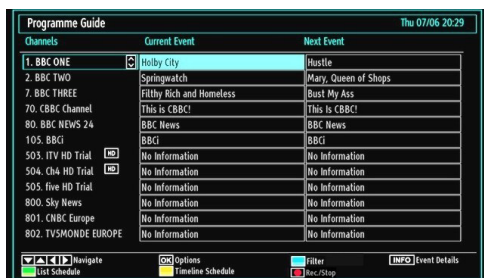 Programme Guide Thu 07/06 20:29
Channels Current Event Next Event
1. BBC ONE Holby City Hustle
2. BBC TWO Springwatch Mary, Queen of Shops
7. BBC THREE Filthy Rich and Homeless Bust My Ass
70. CBBC Channel This is CBBC! This Is CBBC!
80. BBC NEWS 24 BBC News BBC News
105. BBCi BBCi BBCi
503. ITV HD Trial HD No Information No Information
504. Ch4 HD Trial HD No Information No Information
505. five HD Trial No Information No Information
800. Sky News No Information No Information
801. CNBC Europe No Information No Information
802. TV5MONDE EUROPE No Information No Information
Navigate OK Options Filter INFO Event Details
List Schedule Timeline Schedule Rec/Stop